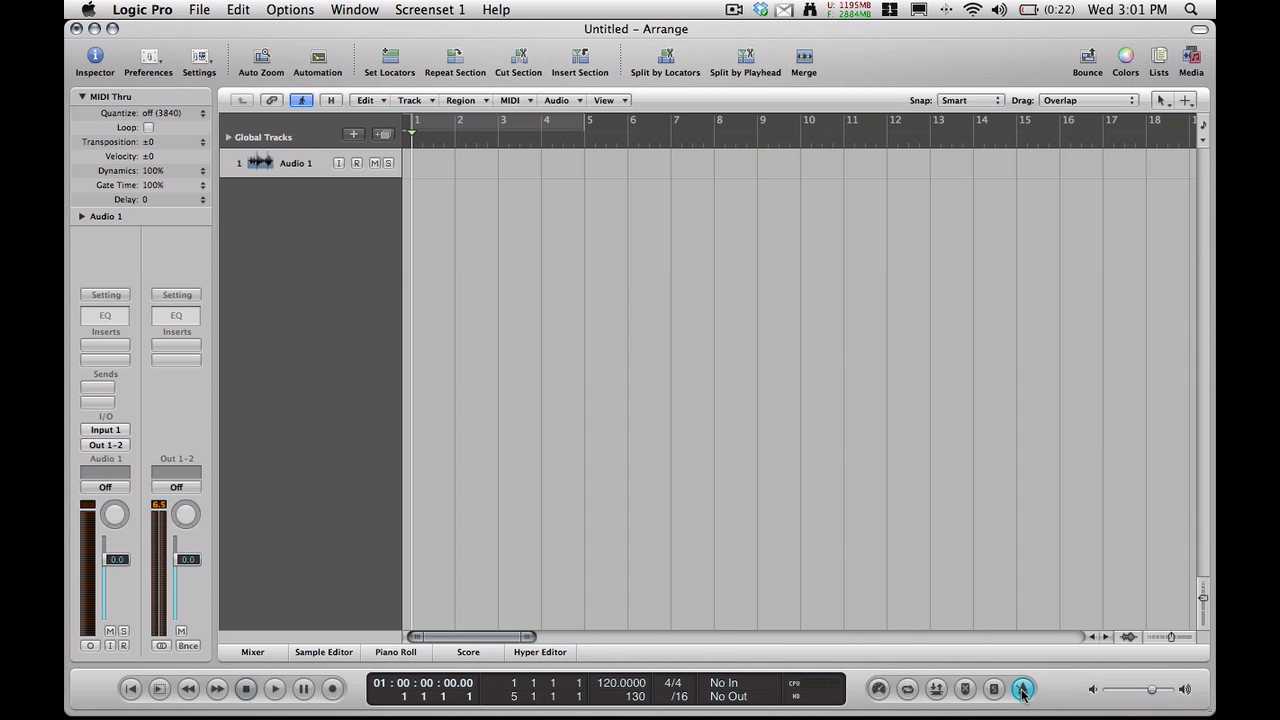 Logic Pro File Edit Options Window Screenset 1 Help U: 1195MB F: 2884MB (0:22) Wed 3:01 PM
Untitled – Arrange
Inspector Preferences Settings Auto Zoom Automation Set Locators Repeat Section Cut Section Insert Section Split by Locators Split by Playhead Merge Bounce Colors Lists Media
MIDI Thru
H Edit Track Region MIDI Audio View Snap: Smart Drag: Overlap
Quantize: off (3840)
Loop:
Transposition: ±0
Velocity: ±0
Dynamics: 100%
Gate Time: 100%
Delay: 0
Audio 1
Global Tracks
1 2 3 4 5 6 7 8 9 10 11 12 13 14 15 16 17 18
1 Audio 1 I R M S
Setting Setting
EQ EQ
Inserts Inserts
Sends
I/O
Input 1
Out 1-2
Audio 1 Out 1-2
Off Off
6.5
0.0 0.0
M S M
I R Bnce
Mixer Sample Editor Piano Roll Score Hyper Editor
01:00:00:00.00 1 1 1 1 120.0000 4/4 No In CPU
1 1 1 1 5 1 1 1 130 /16 No Out HD
S